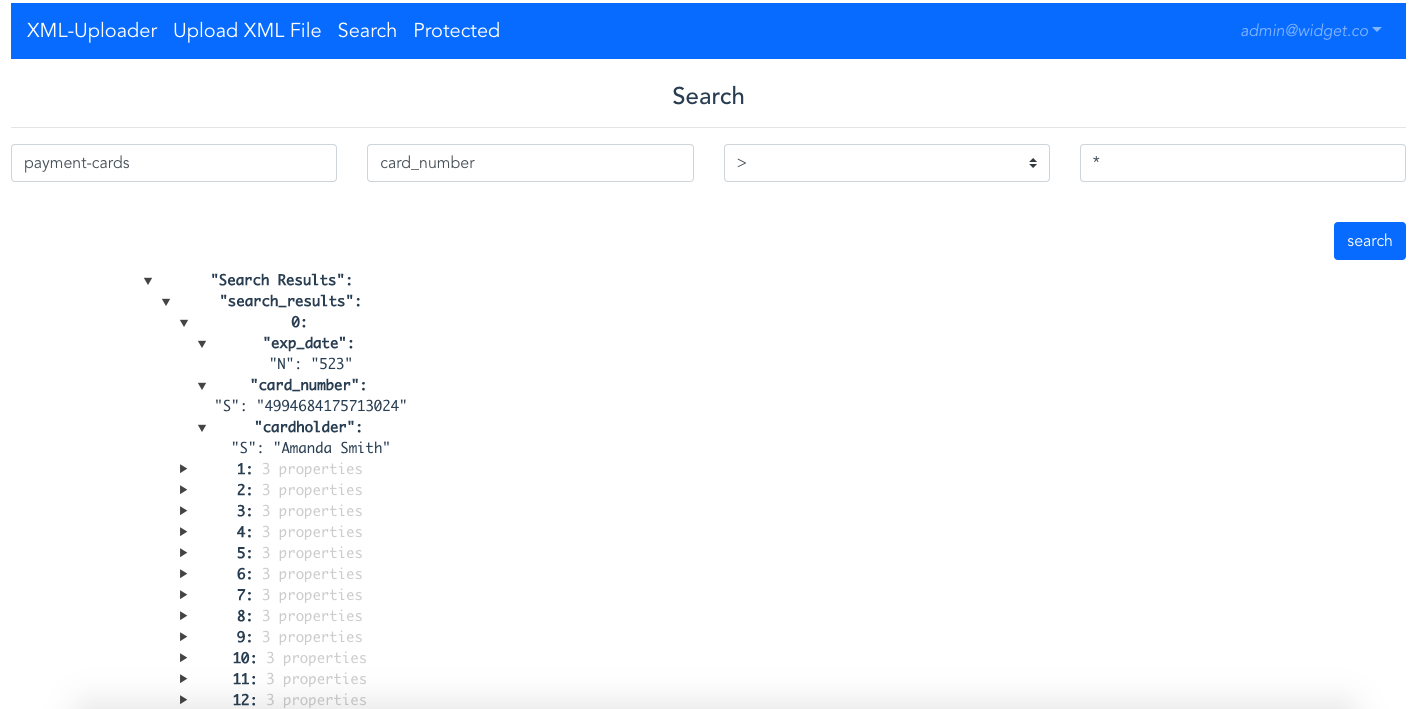 XML-Uploader Upload XML File Search Protected admin@widget.co
Search
payment-cards card_number > *
search
"Search Results":
"search_results":
0:
"exp_date":
"N": "523"
"card_number":
"S": "4994684175713024"
"cardholder":
"S": "Amanda Smith"
1: 3 properties
2: 3 properties
3: 3 properties
4: 3 properties
5: 3 properties
6: 3 properties
7: 3 properties
8: 3 properties
9: 3 properties
10: 3 properties
11: 3 properties
12: 3 properties